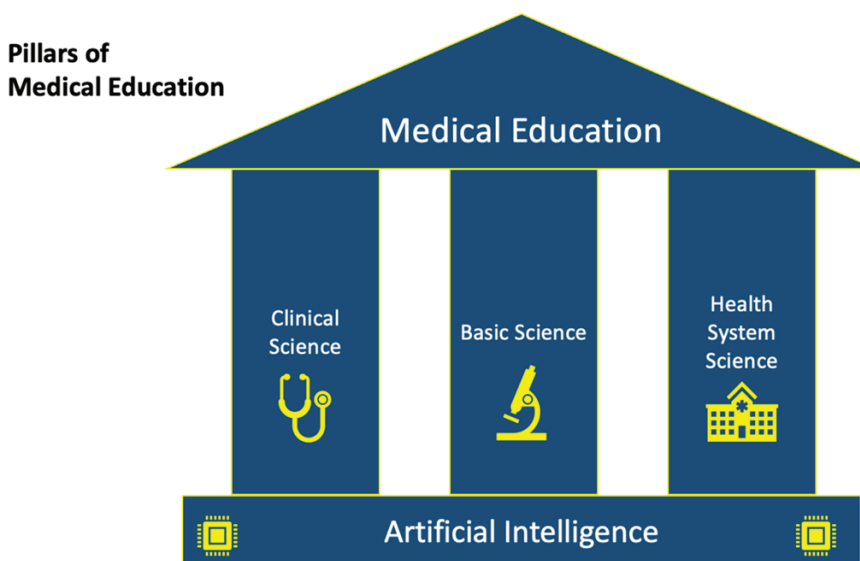 Pillars of
Medical Education
Medical Education
Clinical
Science
Basic Science
Health
System
Science
Artificial Intelligence